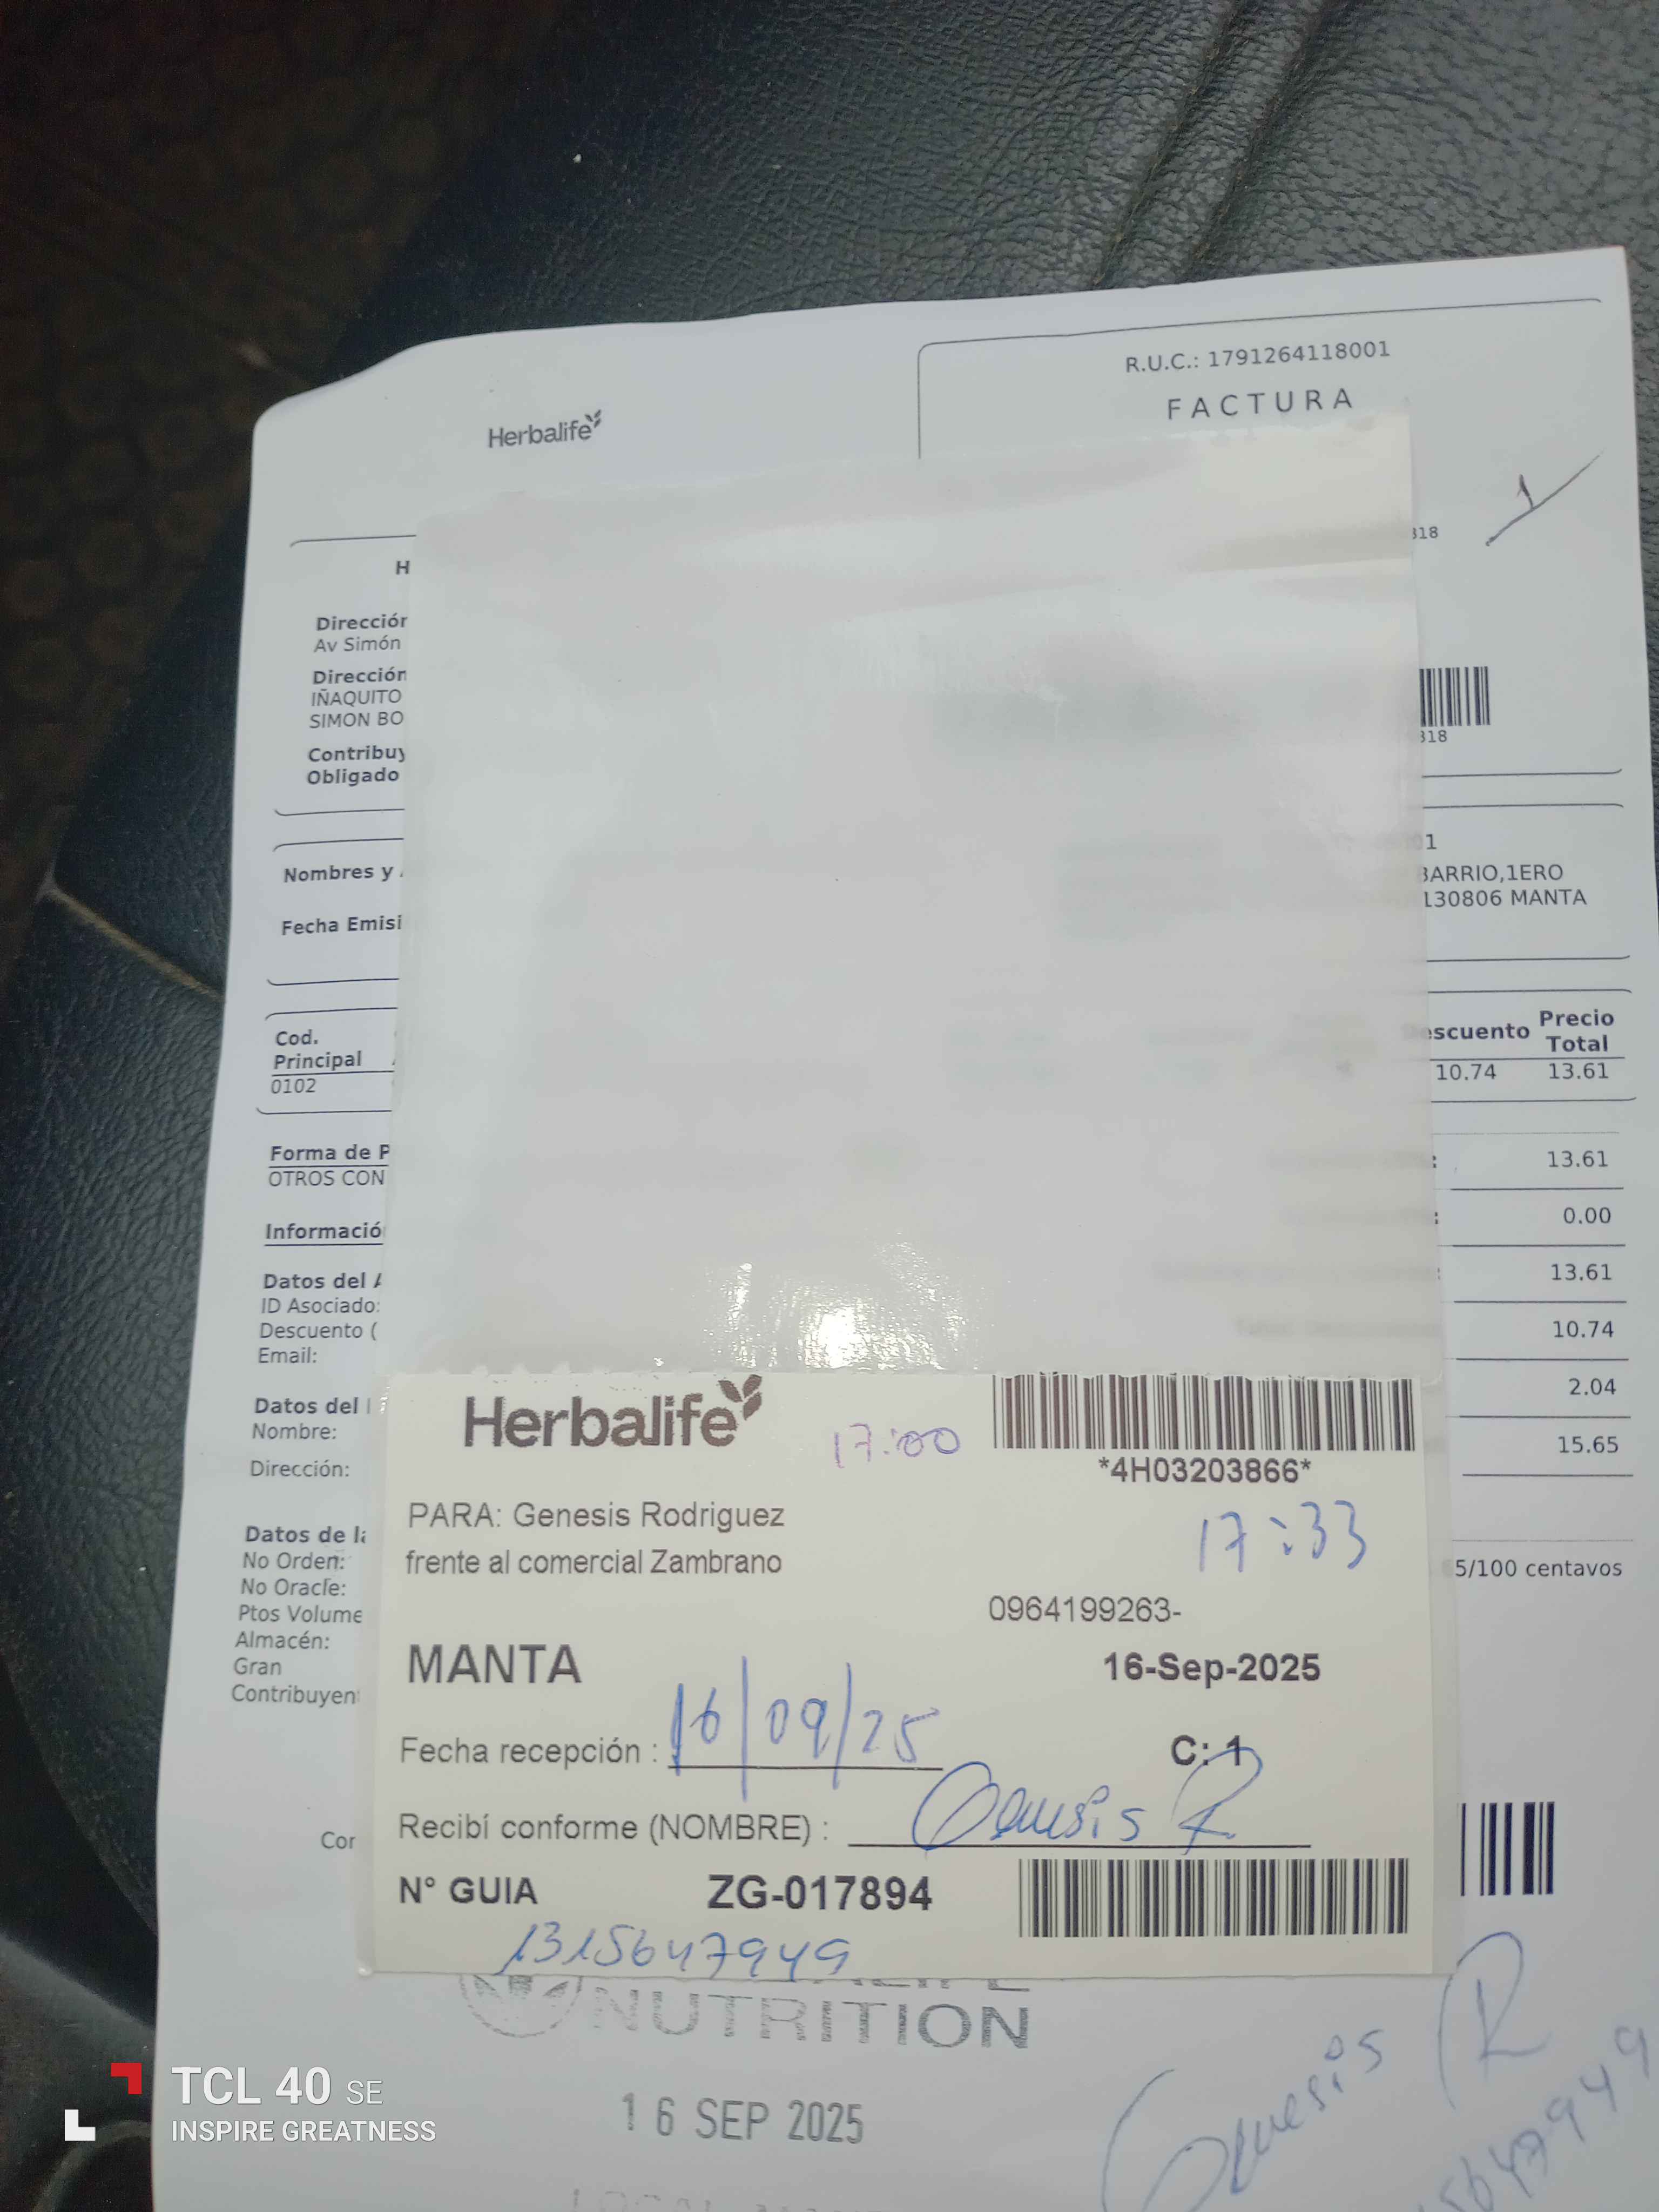 R.U.C.: 1791264118001
FACTURA
Herbalife
1
318
H
Dirección
Av Simón
Dirección
IÑAQUITO
SIMON BO
318
Contribuy
Obligado
1
Nombres y
BARRIO,1ERO
130806 MANTA
Fecha Emisi
Cod.
Principal
escuento
Precio
Total
0102
10.74 13.61
Forma de P
: 13.61
OTROS CON
: 0.00
Informació
: 13.61
Datos del A
ID Asociado:
Descuento (
10.74
Email:
2.04
Datos del
Nombre:
15.65
Dirección:
Herbalife
17:00
*4H03203866*
PARA: Genesis Rodriguez
17:33
frente al comercial Zambrano
Datos de la
No Orden:
5/100 centavos
No Oracle:
Ptos Volume
0964199263-
Almacén:
Gran
Contribuyen
MANTA
16-Sep-2025
Fecha recepción : 16/09/25
C: 1
Recibí conforme (NOMBRE) : Genesis R
Cor
N° GUIA ZG-017894
1315647949
NUTRITION
16 SEP 2025
Genesis R
5647949
TCL 40 SE
INSPIRE GREATNESS